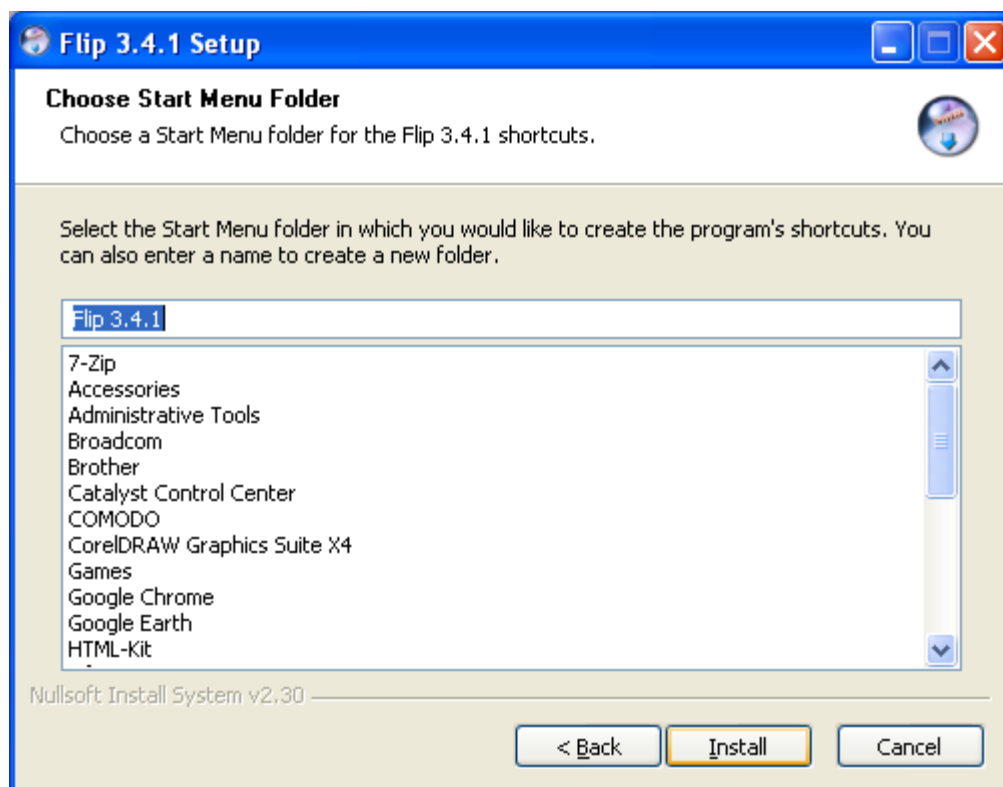 Flip 3.4.1 Setup
Choose Start Menu Folder
Choose a Start Menu folder for the Flip 3.4.1 shortcuts.
Select the Start Menu folder in which you would like to create the program's shortcuts. You
can also enter a name to create a new folder.
Flip 3.4.1
7-Zip
Accessories
Administrative Tools
Broadcom
Brother
Catalyst Control Center
COMODO
CorelDRAW Graphics Suite X4
Games
Google Chrome
Google Earth
HTML-Kit
Nullsoft Install System v2.30
< Back
Install
Cancel